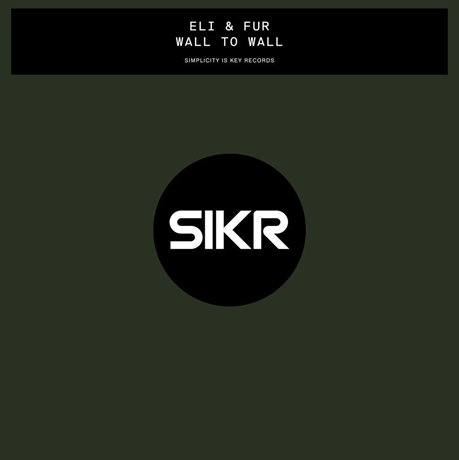 ELI & FUR
WALL TO WALL
SIMPLICITY IS KEY RECORDS
SIKR